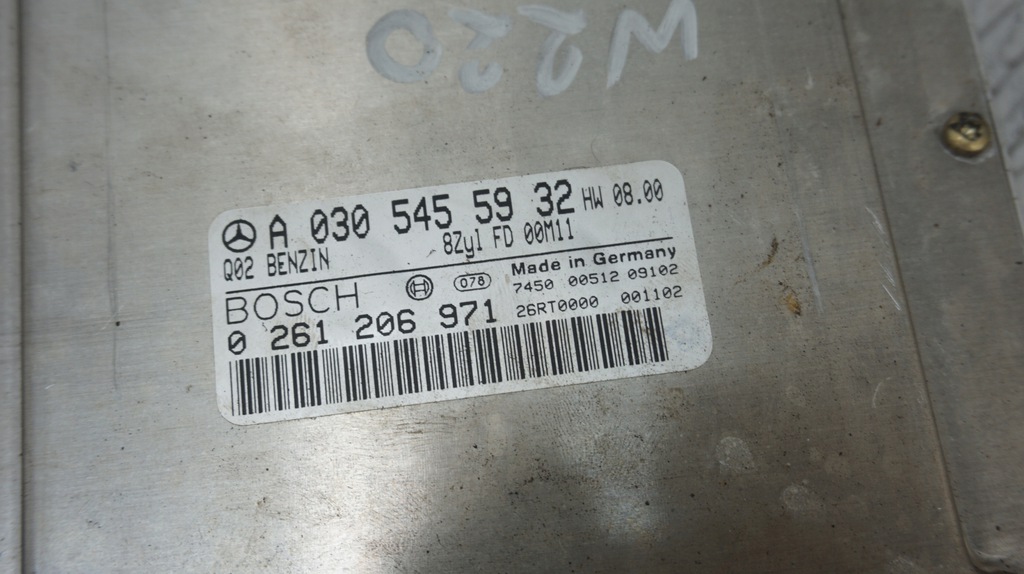 W220
A 030 545 59 32 HW 08.00
Q02 BENZIN 8Zyl FD 00M11
BOSCH 078 Made in Germany
7450 00512 09102
0 261 206 971 26RT0000 001102